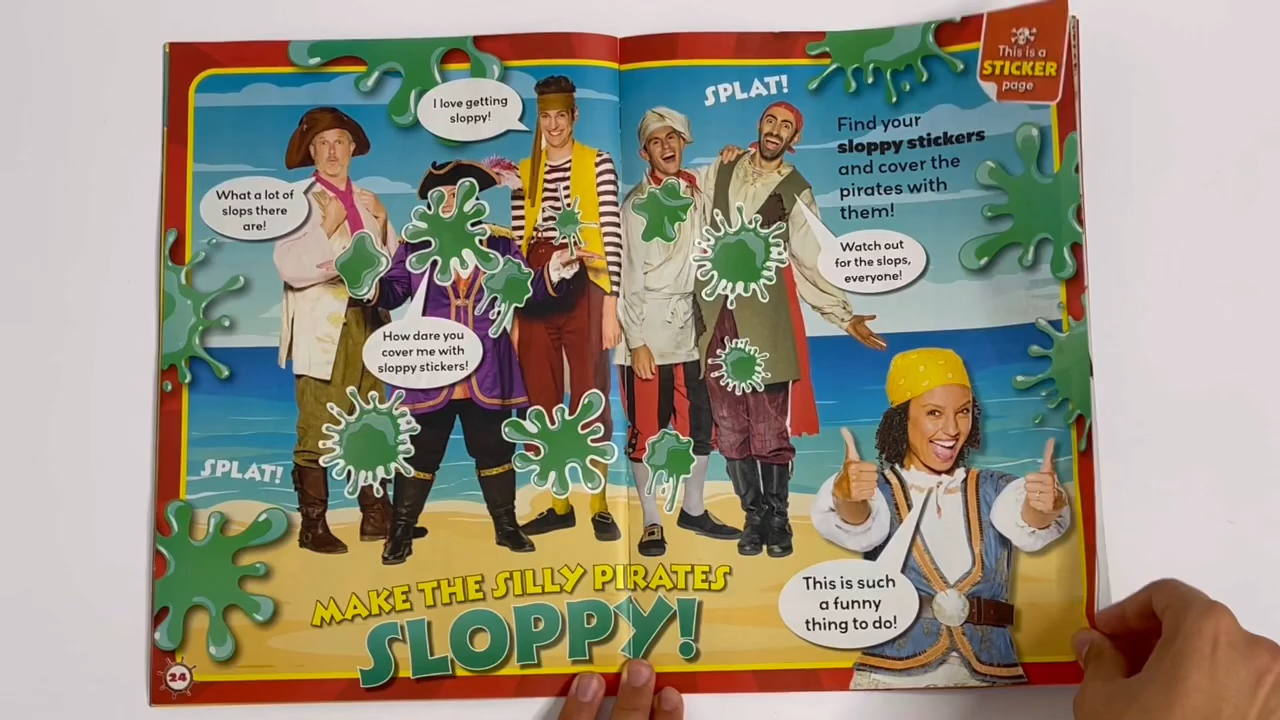 This is a
STICKER
page
I love getting
sloppy!
SPLAT!
Find your
sloppy stickers
and cover the
pirates with
them!
What a lot of
slops there
are!
Watch out
for the slops,
everyone!
How dare you
cover me with
sloppy stickers!
SPLAT!
MAKE THE SILLY PIRATES
SLOPPY!
This is such
a funny
thing to do!
24